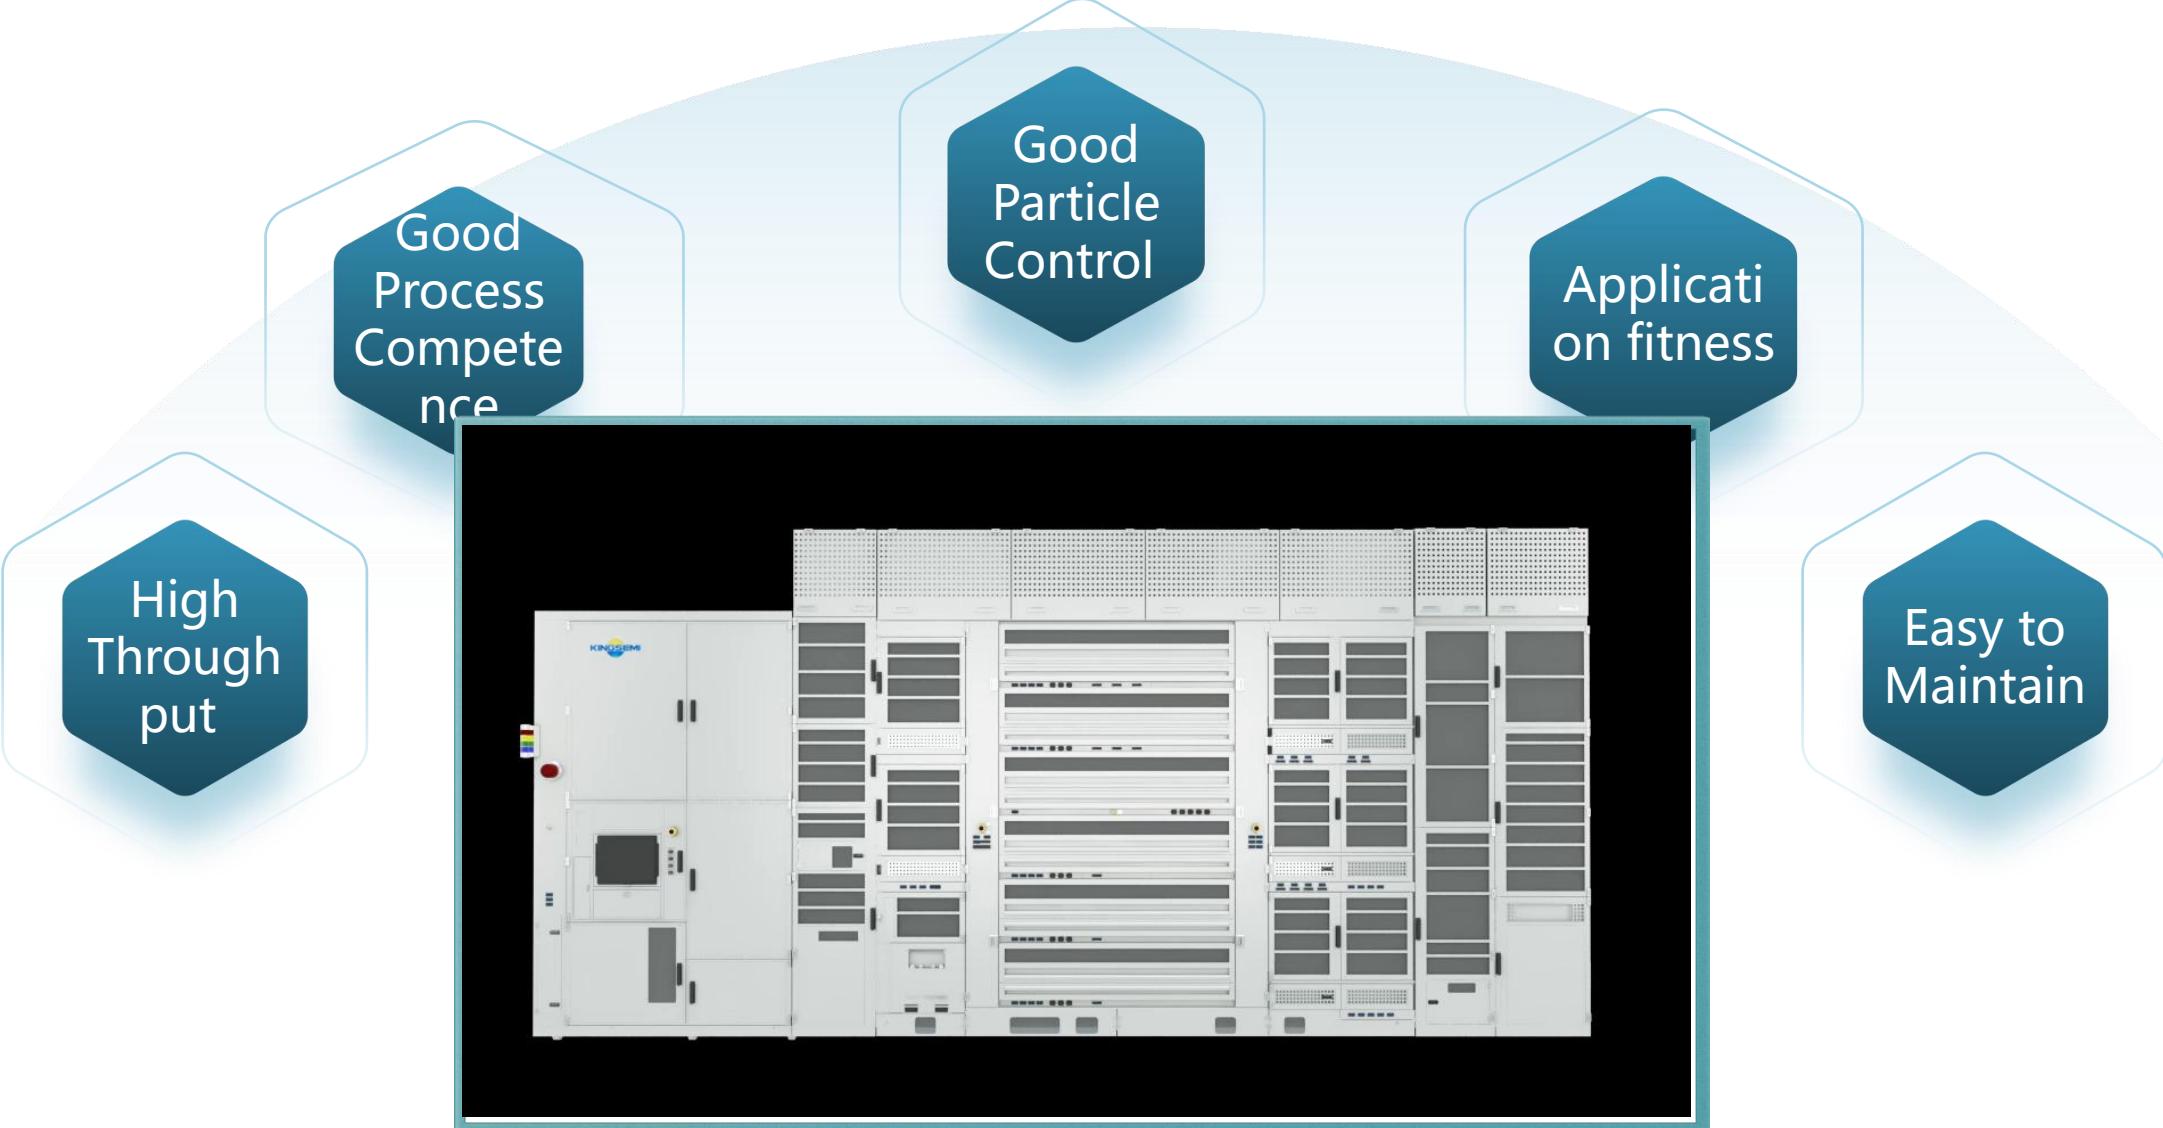 Good
Particle
Control
Good
Process
Compete
nce
Applicati
on fitness
High
Through
put
Easy to
Maintain
KINGSEMI